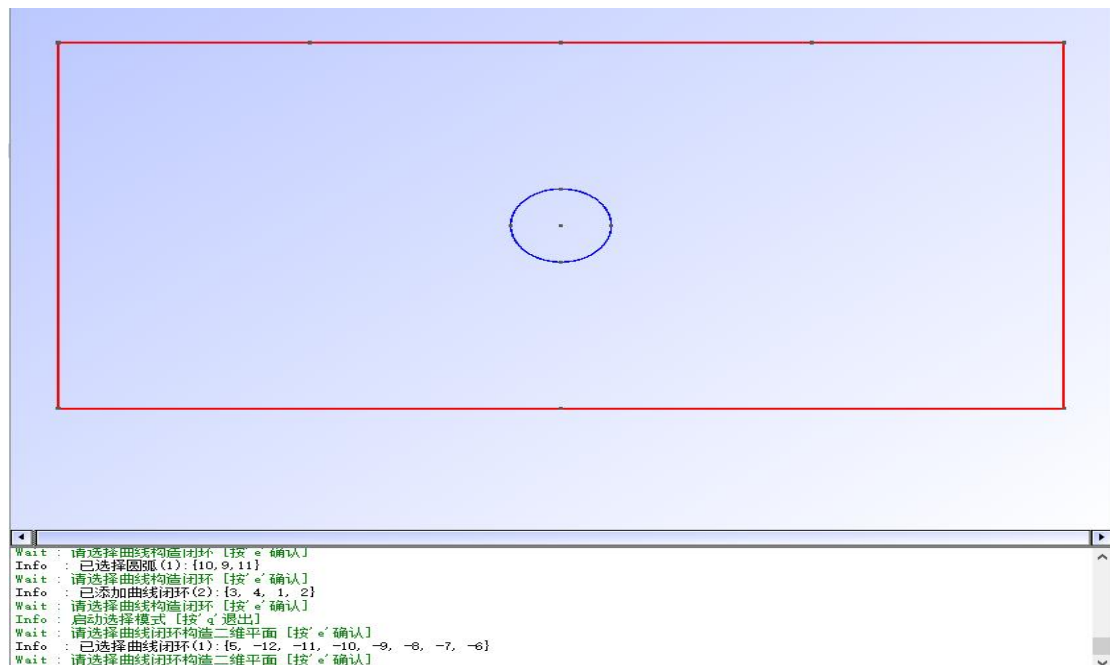 Wait : 请选择曲线构造闭环 [按'e'确认]
Info : 已选择圆弧(1):{10,9,11}
Wait : 请选择曲线构造闭环 [按'e'确认]
Info : 已添加曲线闭环(2):{3, 4, 1, 2}
Wait : 请选择曲线构造闭环 [按'e'确认]
Info : 启动选择模式 [按'q'退出]
Wait : 请选择曲线闭环构造二维平面 [按'e'确认]
Info : 已选择曲线闭环(1):{5, -12, -11, -10, -9, -8, -7, -6}
Wait : 请选择曲线闭环构造二维平面 [按'e'确认]